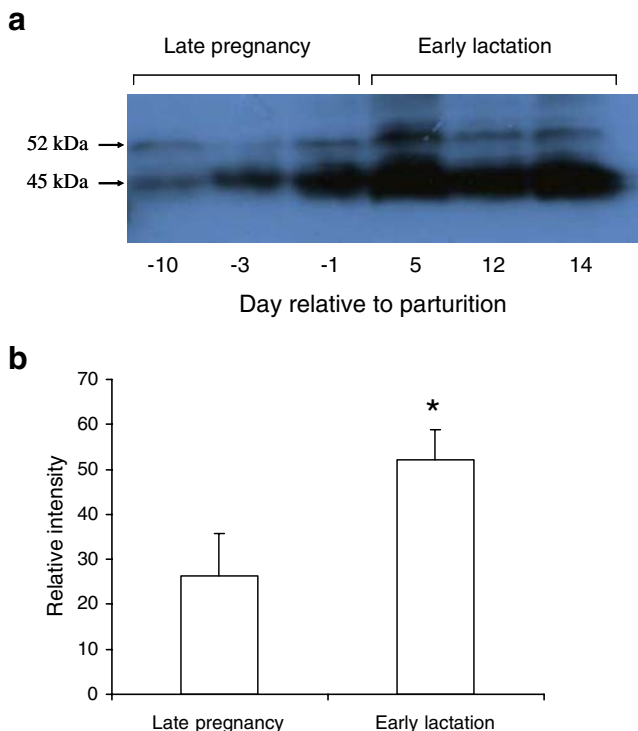 a
Late pregnancy Early lactation
52 kDa
45 kDa
-10 -3 -1 5 12 14
Day relative to parturition
b
70
60
50
40
30
20
10
0
Relative intensity
*
Late pregnancy Early lactation